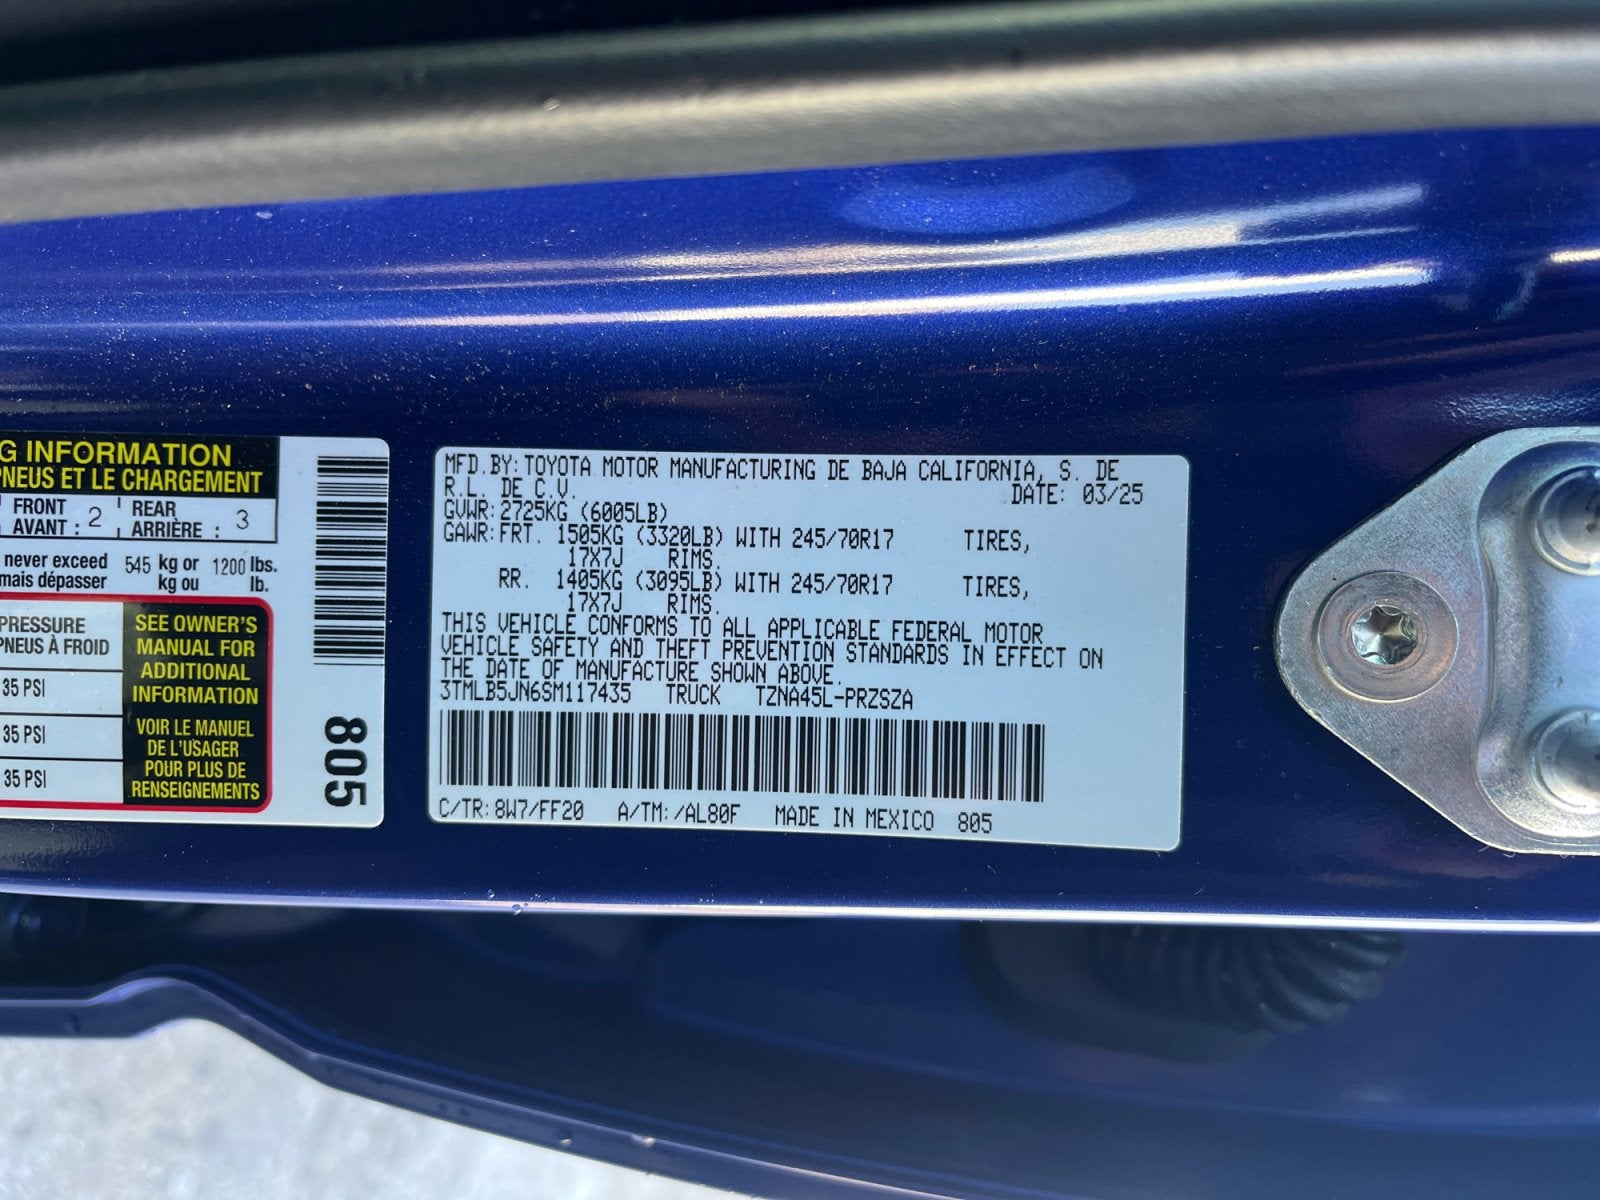 G INFORMATION
PNEUS ET LE CHARGEMENT
FRONT
AVANT : 2
REAR
ARRIÈRE : 3
never exceed 545 kg or 1200 lbs.
mais dépasser kg ou lb.
PRESSURE
PNEUS À FROID
35 PSI
35 PSI
35 PSI
SEE OWNER'S
MANUAL FOR
ADDITIONAL
INFORMATION
VOIR LE MANUEL
DE L'USAGER
POUR PLUS DE
RENSEIGNEMENTS
805
MFD.BY: TOYOTA MOTOR MANUFACTURING DE BAJA CALIFORNIA, S. DE
R.L. DE C.V. DATE: 03/25
GVWR: 2725KG (6005LB)
GAWR: FRT. 1505KG (3320LB) WITH 245/70R17 TIRES,
17X7J RIMS.
RR. 1405KG (3095LB) WITH 245/70R17 TIRES,
17X7J RIMS.
THIS VEHICLE CONFORMS TO ALL APPLICABLE FEDERAL MOTOR
VEHICLE SAFETY AND THEFT PREVENTION STANDARDS IN EFFECT ON
THE DATE OF MANUFACTURE SHOWN ABOVE.
3TMLB5JN6SM117435 TRUCK TZNA45L-PRZSZA
C/TR: 8W7/FF20 A/TM: /AL80F MADE IN MEXICO 805